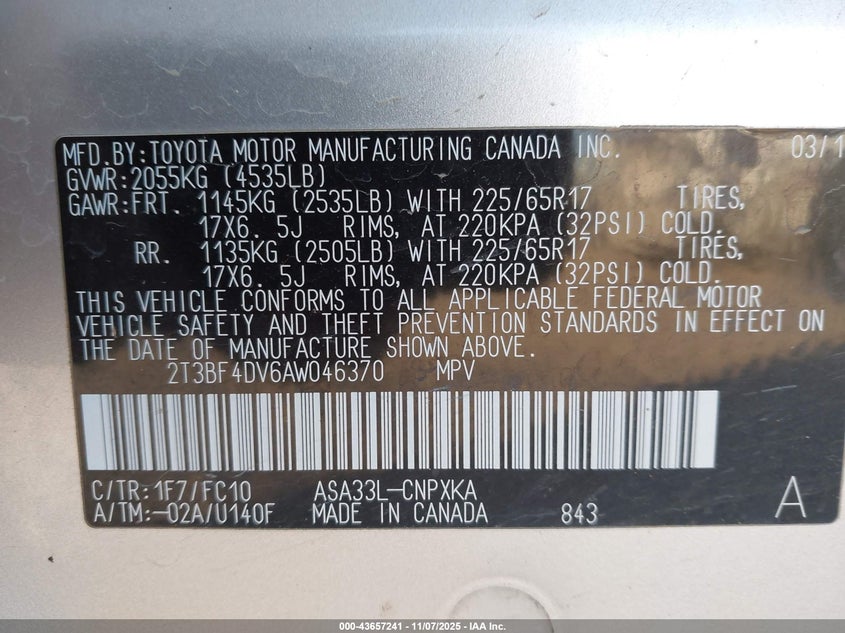 MFD.BY:TOYOTA MOTOR MANUFACTURING CANADA INC. 03/1
GVWR:2055KG (4535LB)
GAWR:FRT. 1145KG (2535LB) WITH 225/65R17 TIRES,
17X6. 5J RIMS, AT 220KPA (32PSI) COLD.
RR. 1135KG (2505LB) WITH 225/65R17 TIRES,
17X6. 5J RIMS, AT 220KPA (32PSI) COLD.
THIS VEHICLE CONFORMS TO ALL APPLICABLE FEDERAL MOTOR
VEHICLE SAFETY AND THEFT PREVENTION STANDARDS IN EFFECT ON
THE DATE OF MANUFACTURE SHOWN ABOVE.
2T3BF4DV6AW046370 MPV
C/TR:1F7/FC10 ASA33L-CNPXKA A
A/TM:-02A/U140F MADE IN CANADA 843
000-43657241 - 11/07/2025 - IAA Inc.